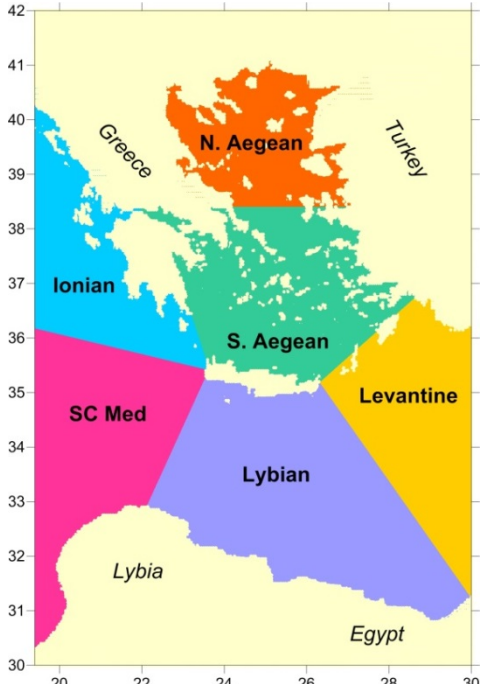 42
41
40
39
38
37
36
35
34
33
32
31
30
Greece
Turkey
N. Aegean
Ionian
S. Aegean
Levantine
SC Med
Lybian
Lybia
Egypt
20 22 24 26 28 30